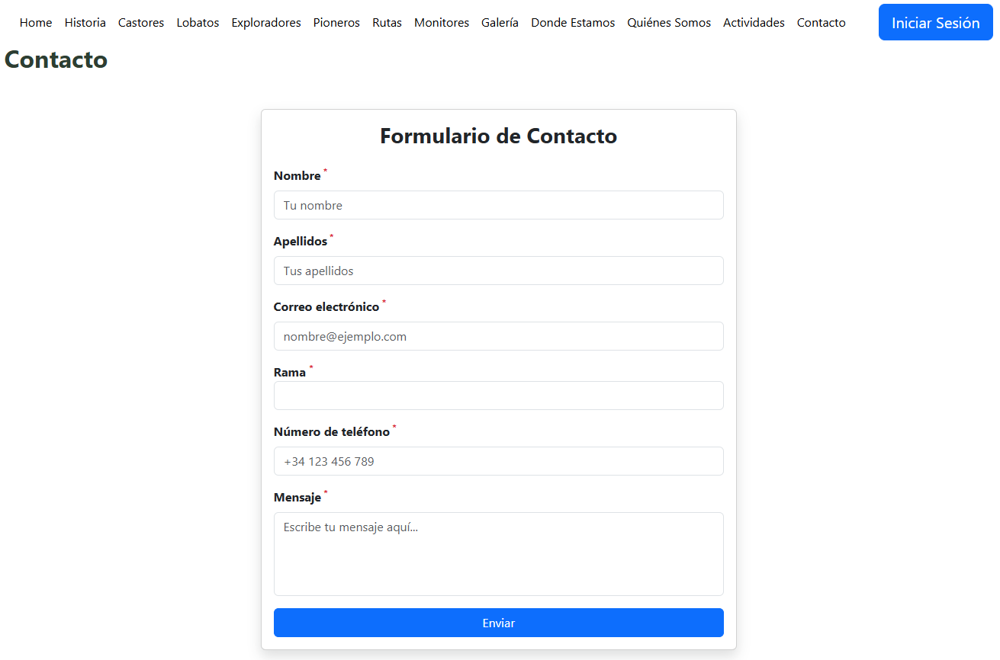 Home Historia Castores Lobatos Exploradores Pioneros Rutas Monitores Galería Donde Estamos Quiénes Somos Actividades Contacto Iniciar Sesión
Contacto
Formulario de Contacto
Nombre *
Tu nombre
Apellidos *
Tus apellidos
Correo electrónico *
nombre@ejemplo.com
Rama *
Número de teléfono *
+34 123 456 789
Mensaje *
Escribe tu mensaje aquí...
Enviar